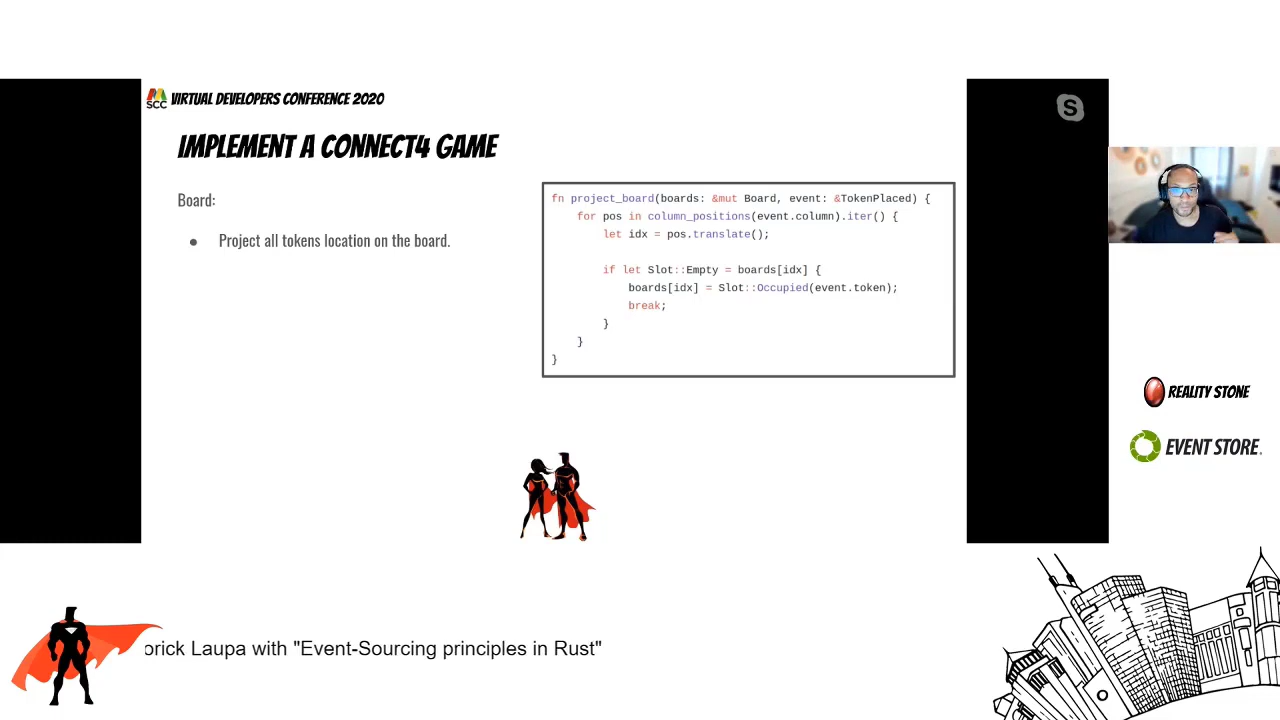 SCC VIRTUAL DEVELOPERS CONFERENCE 2020
S
IMPLEMENT A CONNECT4 GAME
Board:
● Project all tokens location on the board.
fn project_board(boards: &mut Board, event: &TokenPlaced) {
    for pos in column_positions(event.column).iter() {
        let idx = pos.translate();

        if let Slot::Empty = boards[idx] {
            boards[idx] = Slot::Occupied(event.token);
            break;
        }
    }
}
REALITY STONE
EVENT STORE.
orick Laupa with "Event-Sourcing principles in Rust"